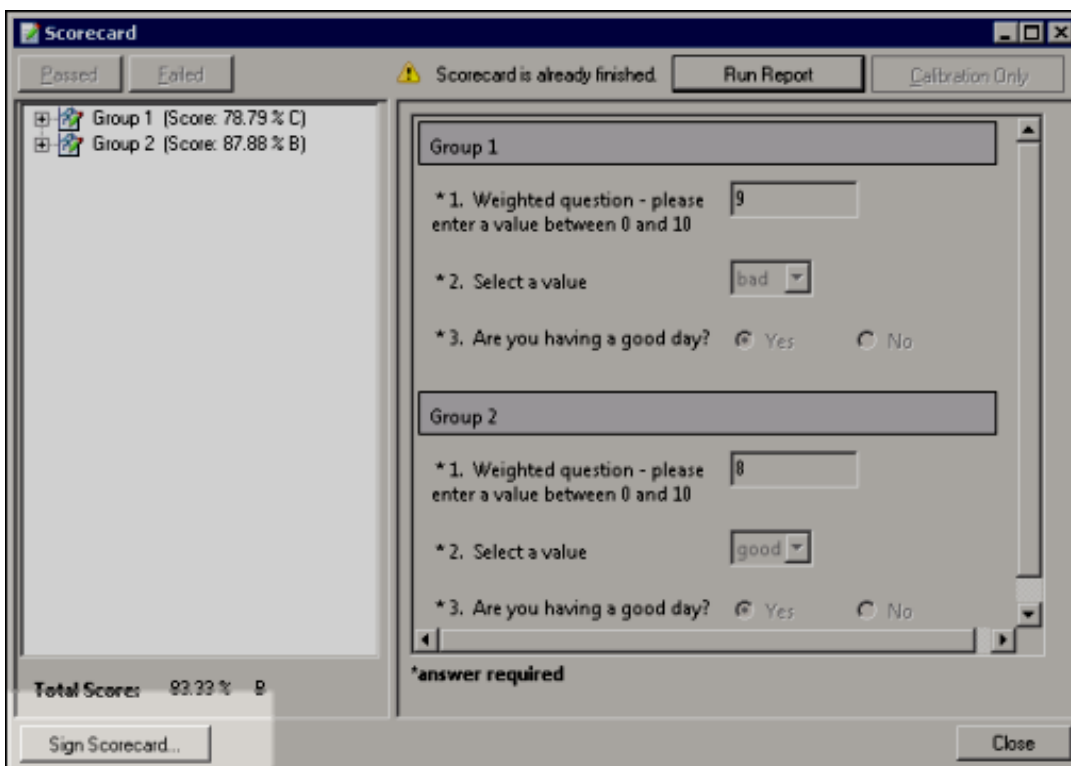 Scorecard
Passed Failed Scorecard is already finished. Run Report Calibration Only
Group 1 (Score: 78.79 % C)
Group 2 (Score: 87.88 % B)
Group 1
*1. Weighted question - please
enter a value between 0 and 10
9
*2. Select a value
bad
*3. Are you having a good day?
Yes No
Group 2
*1. Weighted question - please
enter a value between 0 and 10
8
*2. Select a value
good
*3. Are you having a good day?
Yes No
*answer required
Total Score: 83.33 % B
Sign Scorecard...
Close